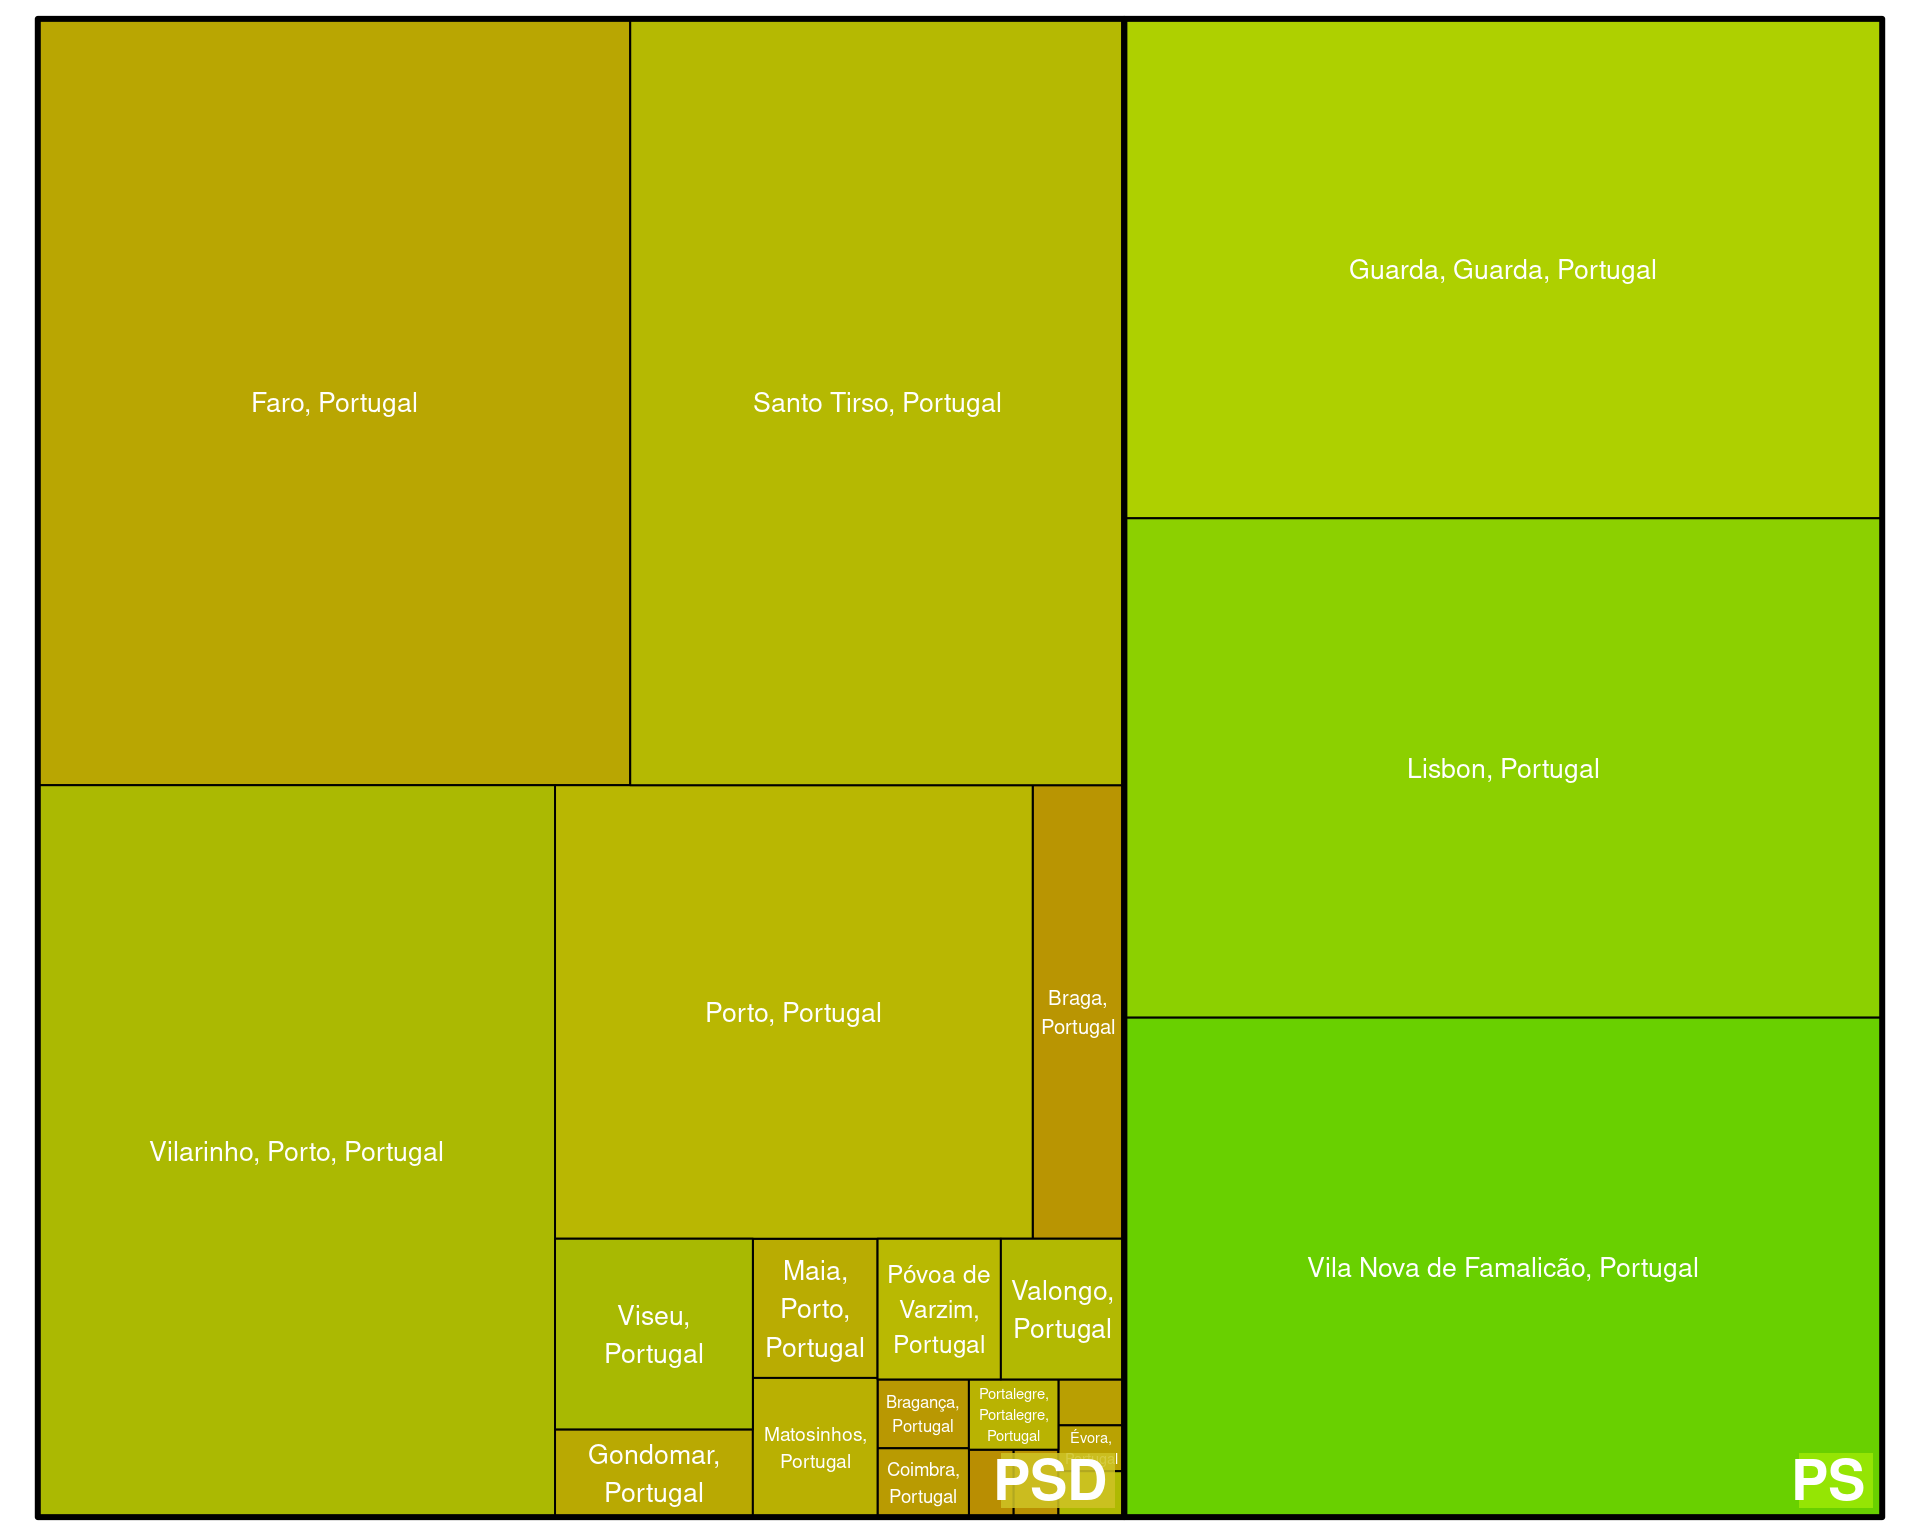 Faro, Portugal
Santo Tirso, Portugal
Guarda, Guarda, Portugal
Lisbon, Portugal
Vilarinho, Porto, Portugal
Porto, Portugal
Braga,
Portugal
Vila Nova de Famalicão, Portugal
Viseu,
Portugal
Maia,
Porto,
Portugal
Póvoa de
Varzim,
Portugal
Valongo,
Portugal
Gondomar,
Portugal
Matosinhos,
Portugal
Bragança,
Portugal
Portalegre,
Portalegre,
Portugal
Évora,
Coimbra,
Portugal
PSD
PS